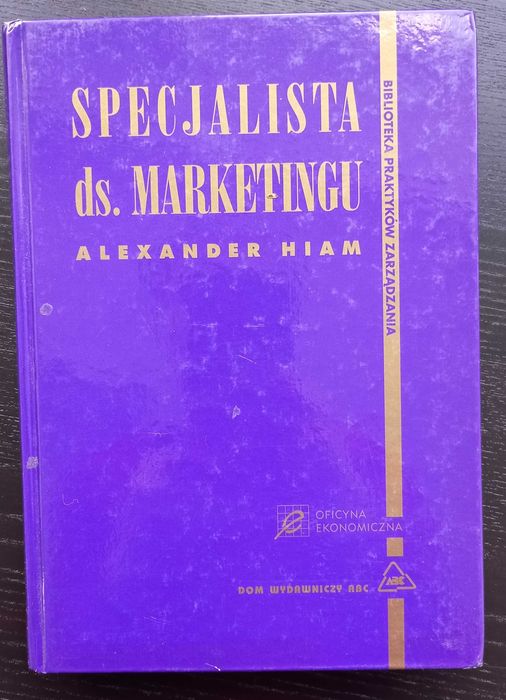 SPECJALISTA
ds. MARKETINGU
ALEXANDER HIAM
BIBLIOTEKA PRAKTYKÓW ZARZĄDZANIA
e OFICYNA
EKONOMICZNA
DOM WYDAWNICZY ABC
ABC